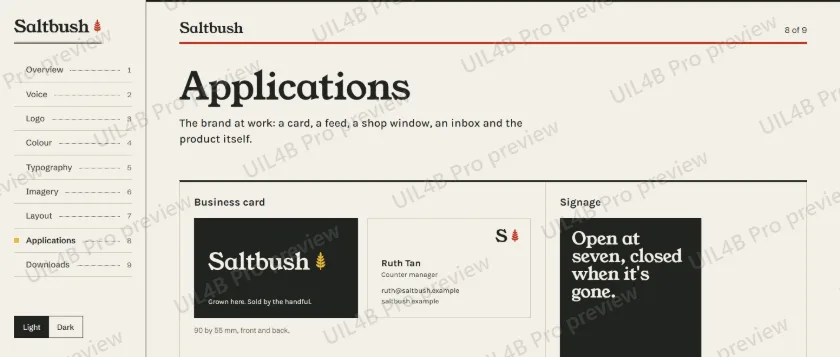 Saltbush
Overview 1
Voice 2
Logo 3
Colour 4
Typography 5
Imagery 6
Layout 7
Applications 8
Downloads 9
Light Dark
Saltbush
8 of 9
Applications
The brand at work: a card, a feed, a shop window, an inbox and the
product itself.
Business card
Saltbush
Grown here. Sold by the handful.
S
Ruth Tan
Counter manager
ruth@saltbush.example
saltbush.example
90 by 55 mm, front and back.
Signage
Open at
seven, closed
when it's
gone.
UIL4B Pro preview